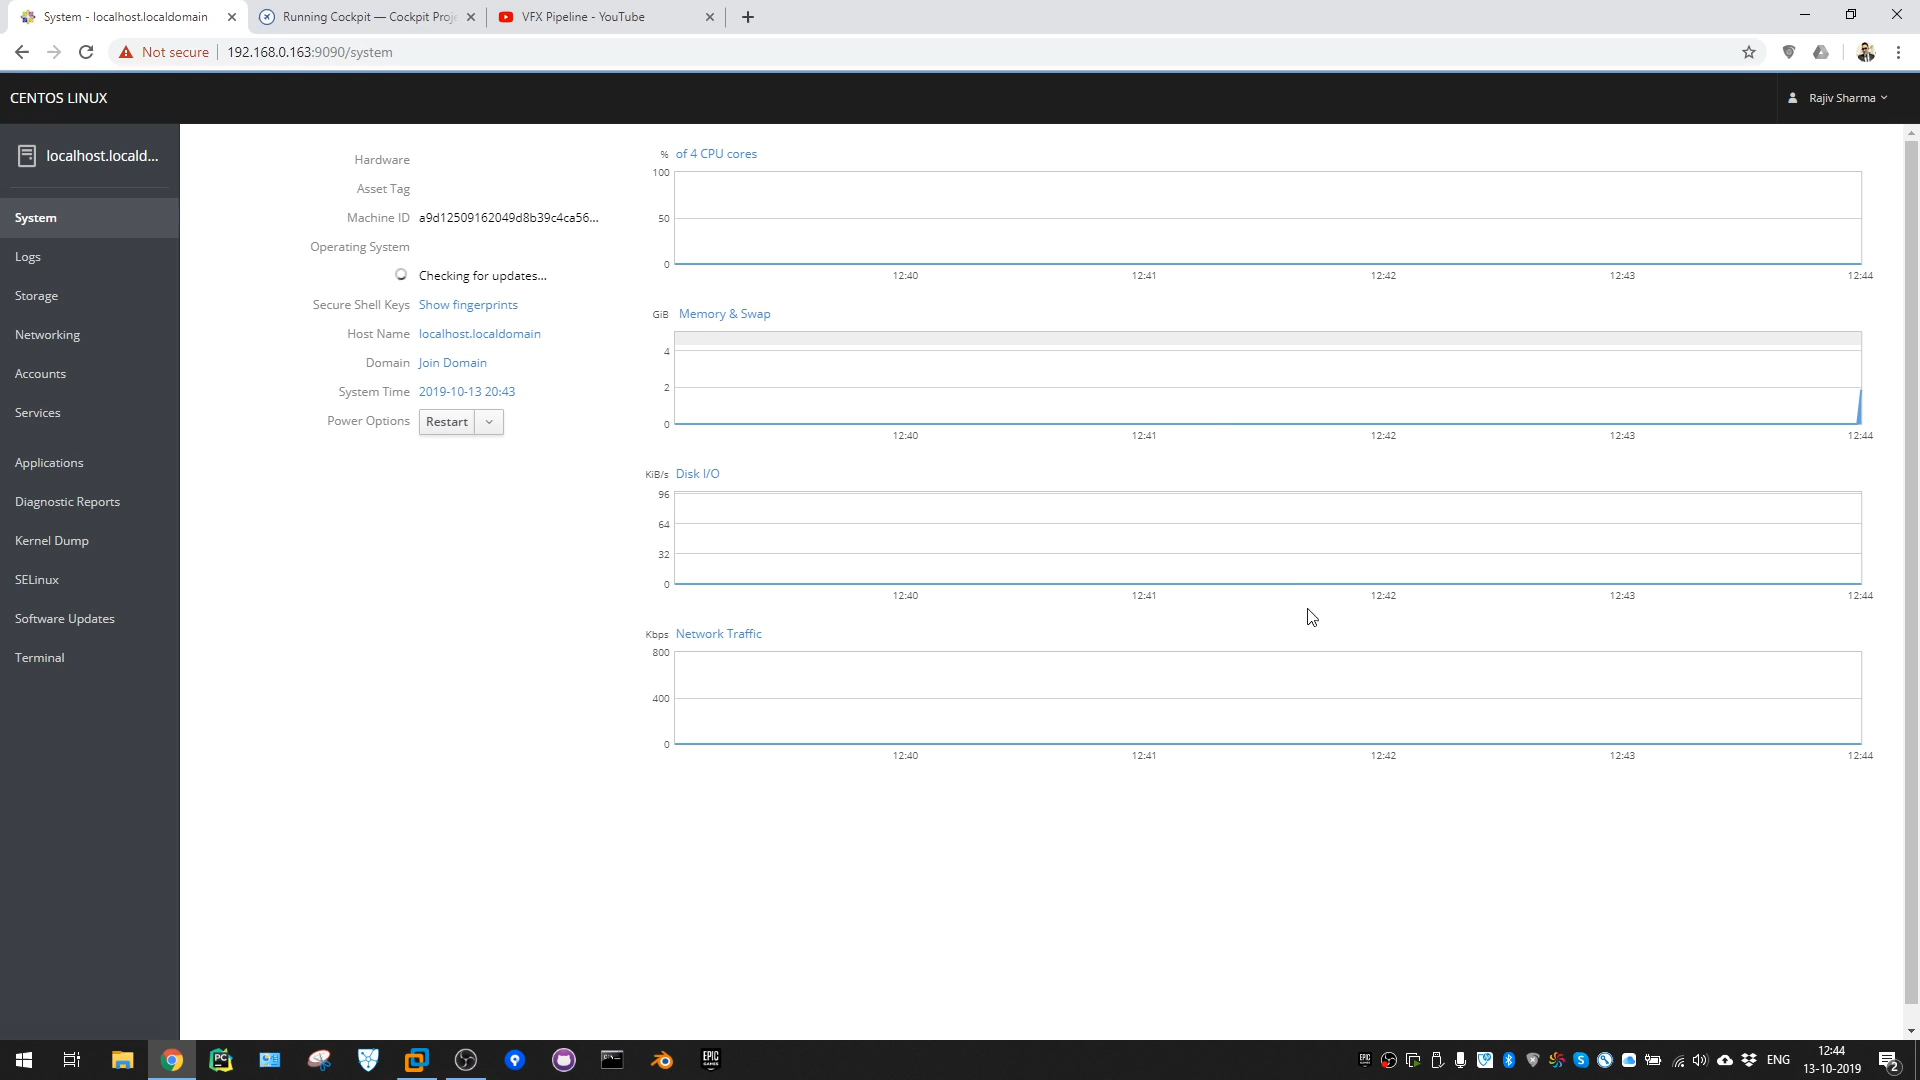 System - localhost.localdomain
Running Cockpit — Cockpit Proje
VFX Pipeline - YouTube
Not secure
192.168.0.163:9090/system
CENTOS LINUX
Rajiv Sharma
localhost.locald...
System
Logs
Storage
Networking
Accounts
Services
Applications
Diagnostic Reports
Kernel Dump
SELinux
Software Updates
Terminal
Hardware
Asset Tag
Machine ID a9d12509162049d8b39c4ca56...
Operating System
Checking for updates...
Secure Shell Keys Show fingerprints
Host Name localhost.localdomain
Domain Join Domain
System Time 2019-10-13 20:43
Power Options Restart
% of 4 CPU cores
100
50
0
12:40 12:41 12:42 12:43 12:44
GiB Memory & Swap
4
2
0
12:40 12:41 12:42 12:43 12:44
KiB/s Disk I/O
96
64
32
0
12:40 12:41 12:42 12:43 12:44
Kbps Network Traffic
800
400
0
12:40 12:41 12:42 12:43 12:44
PC
EPIC GAMES
ENG
12:44
13-10-2019
2